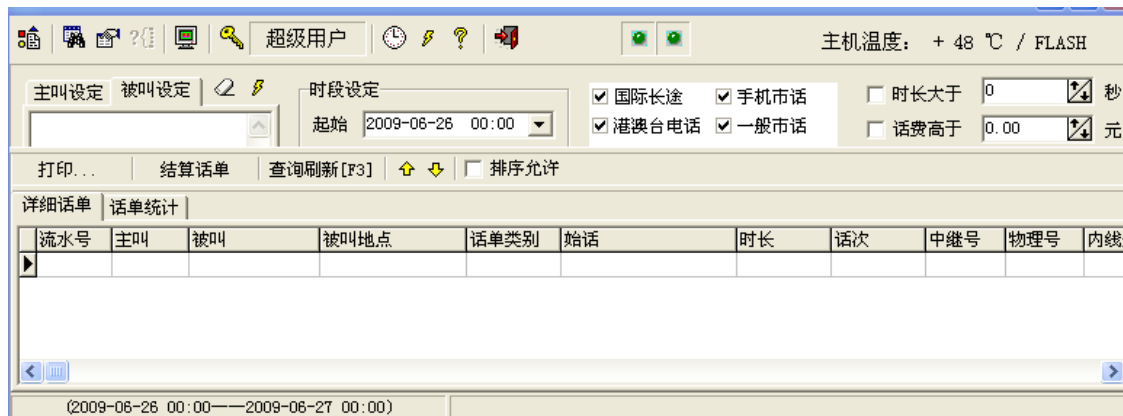 超级用户 主机温度: + 48 ℃ / FLASH
主叫设定 被叫设定 时段设定 国际长途 手机市话 时长大于 0 秒
起始 2009-06-26 00:00 港澳台电话 一般市话 话费高于 0.00 元
打印... 结算话单 查询刷新[F3] 排序允许
详细话单 话单统计
流水号 主叫 被叫 被叫地点 话单类别 始话 时长 话次 中继号 物理号 内线
(2009-06-26 00:00——2009-06-27 00:00)